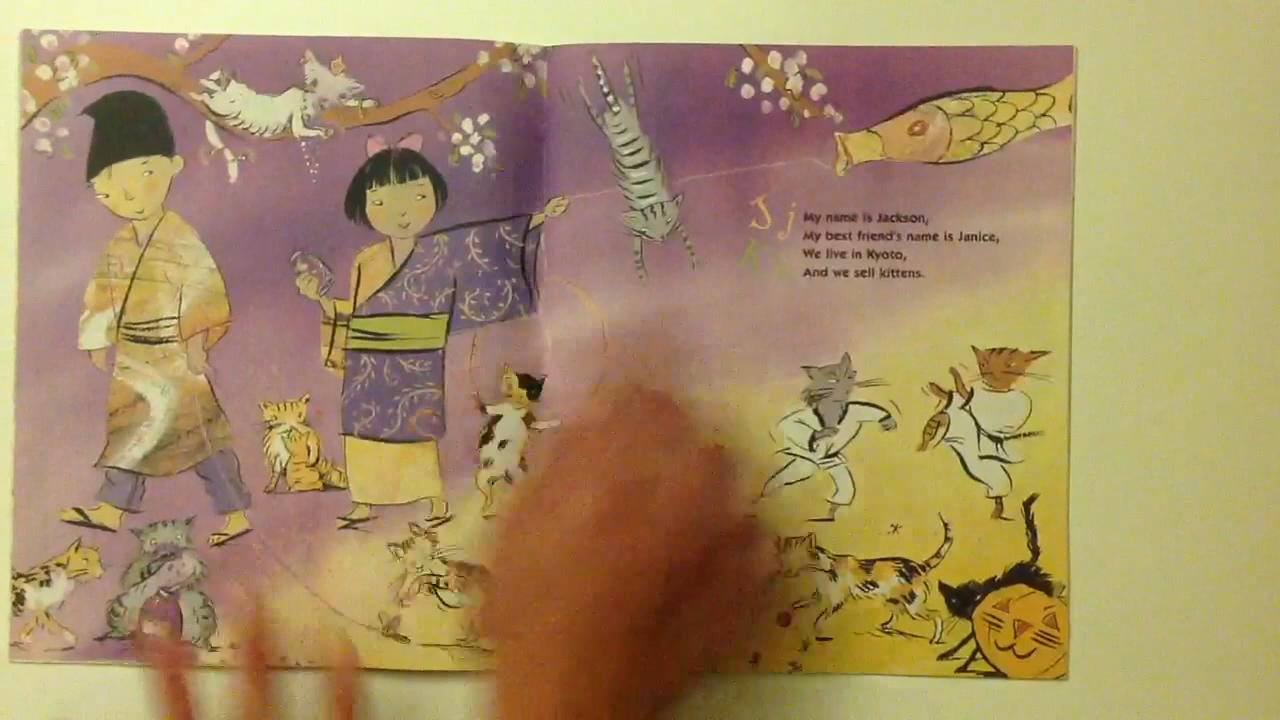 J j
My name is Jackson,
My best friend's name is Janice,
We live in Kyoto,
And we sell kittens.